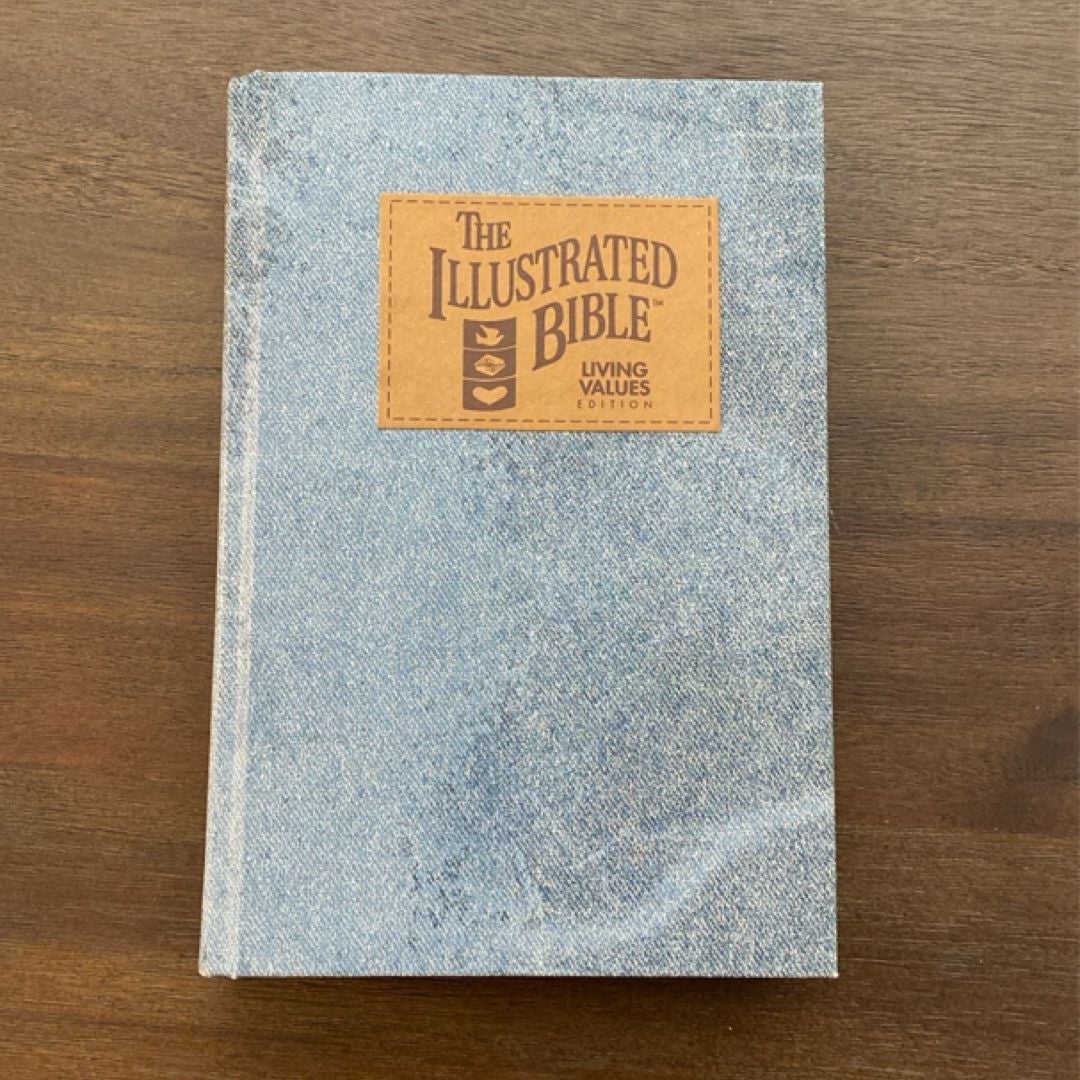 THE
ILLUSTRATED
BIBLE™
LIVING
VALUES
EDITION